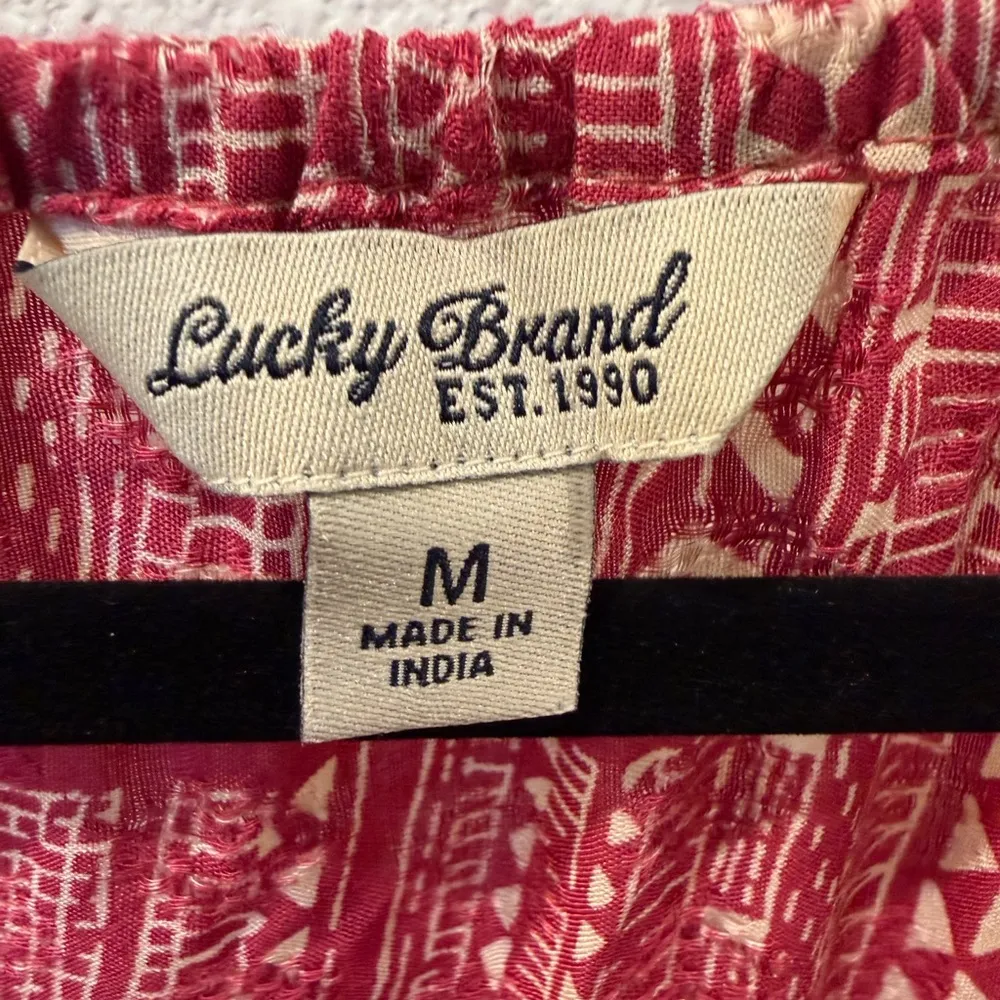 Lucky Brand
EST. 1990
M
MADE IN
INDIA